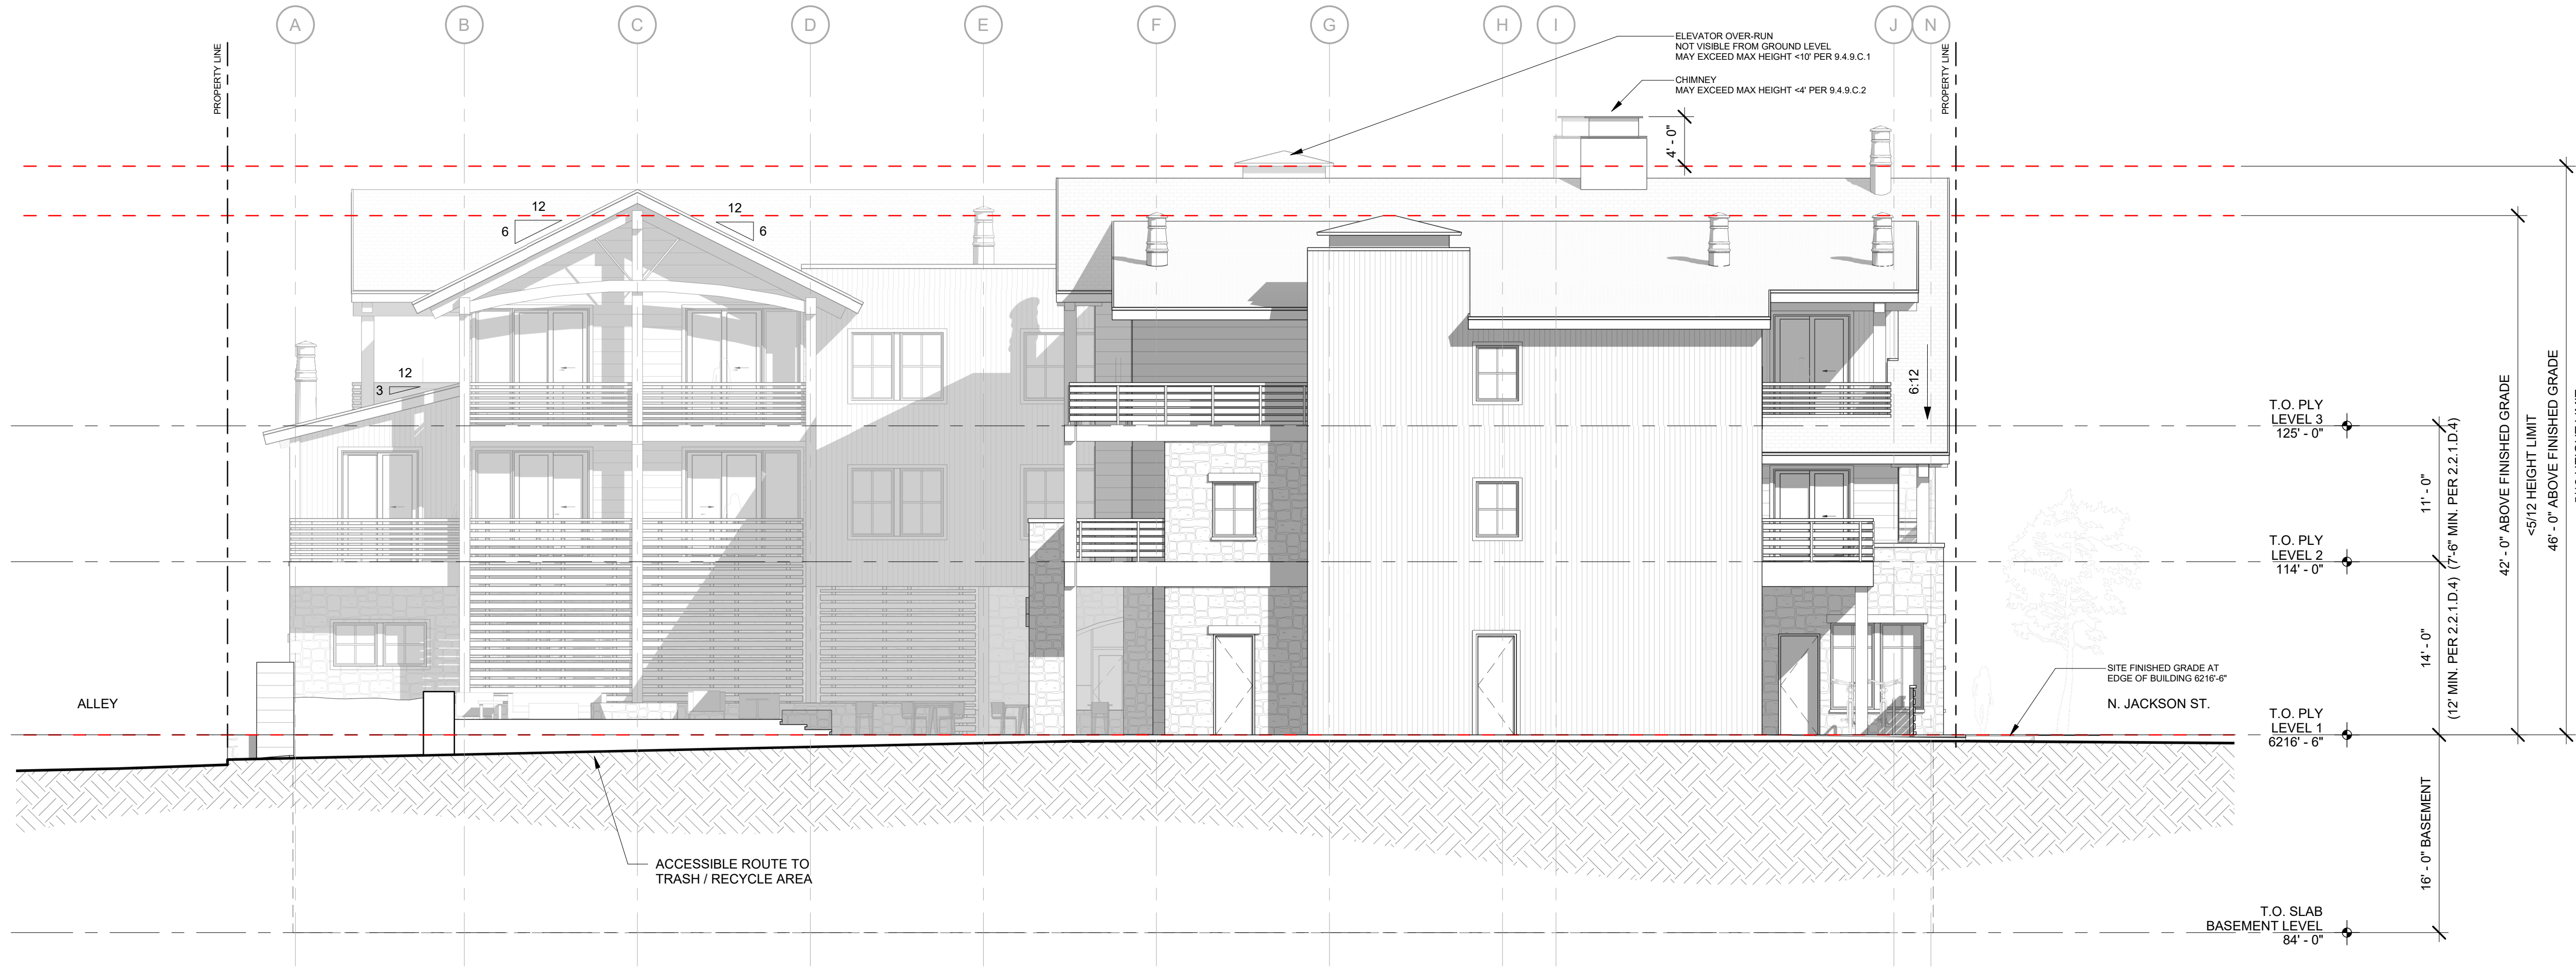 A
B
C
D
E
F
G
H
I
J
N
PROPERTY LINE
PROPERTY LINE
ELEVATOR OVER-RUN
NOT VISIBLE FROM GROUND LEVEL
MAY EXCEED MAX HEIGHT <10' PER 9.4.9.C.1
CHIMNEY
MAY EXCEED MAX HEIGHT <4' PER 9.4.9.C.2
4' - 0"
12
6
12
6
12
3
6:12
T.O. PLY
LEVEL 3
125' - 0"
T.O. PLY
LEVEL 2
114' - 0"
T.O. PLY
LEVEL 1
6216' - 6"
T.O. SLAB
BASEMENT LEVEL
84' - 0"
11' - 0"
(7'-6" MIN. PER 2.2.1.D.4)
14' - 0"
(12' MIN. PER 2.2.1.D.4)
16' - 0" BASEMENT
42' - 0" ABOVE FINISHED GRADE
<5/12 HEIGHT LIMIT
46' - 0" ABOVE FINISHED GRADE
SITE FINISHED GRADE AT
EDGE OF BUILDING 6216'-6"
N. JACKSON ST.
ALLEY
ACCESSIBLE ROUTE TO
TRASH / RECYCLE AREA